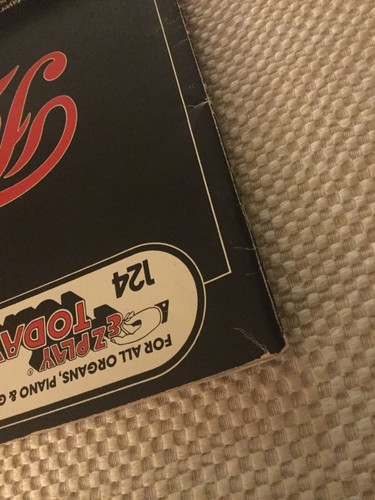 FOR ALL ORGANS, PIANO & G
E-Z PLAY®
TODAY
124